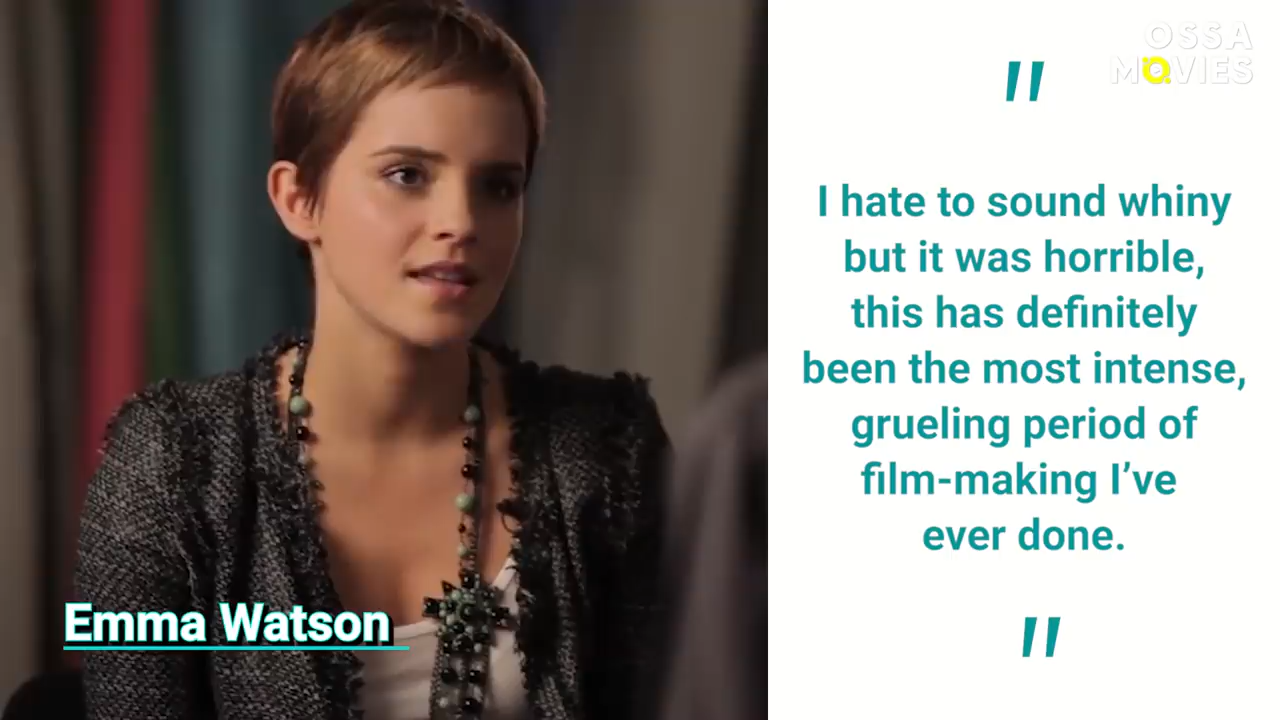 Emma Watson
OSSA
MOVIES
"
I hate to sound whiny
but it was horrible,
this has definitely
been the most intense,
grueling period of
film-making I’ve
ever done.
"